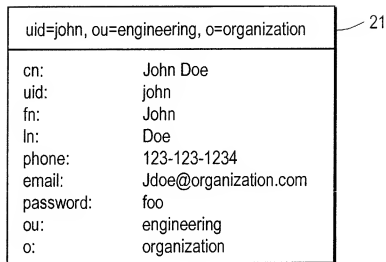 uid=john, ou=engineering, o=organization 21
cn: John Doe
uid: john
fn: John
ln: Doe
phone: 123-123-1234
email: Jdoe@organization.com
password: foo
ou: engineering
o: organization